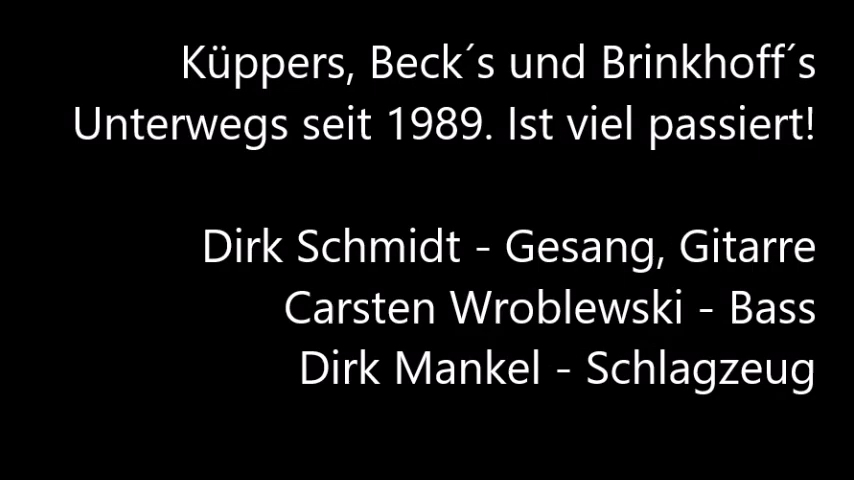 Küppers, Beck´s und Brinkhoff´s
Unterwegs seit 1989. Ist viel passiert!
Dirk Schmidt - Gesang, Gitarre
Carsten Wroblewski - Bass
Dirk Mankel - Schlagzeug